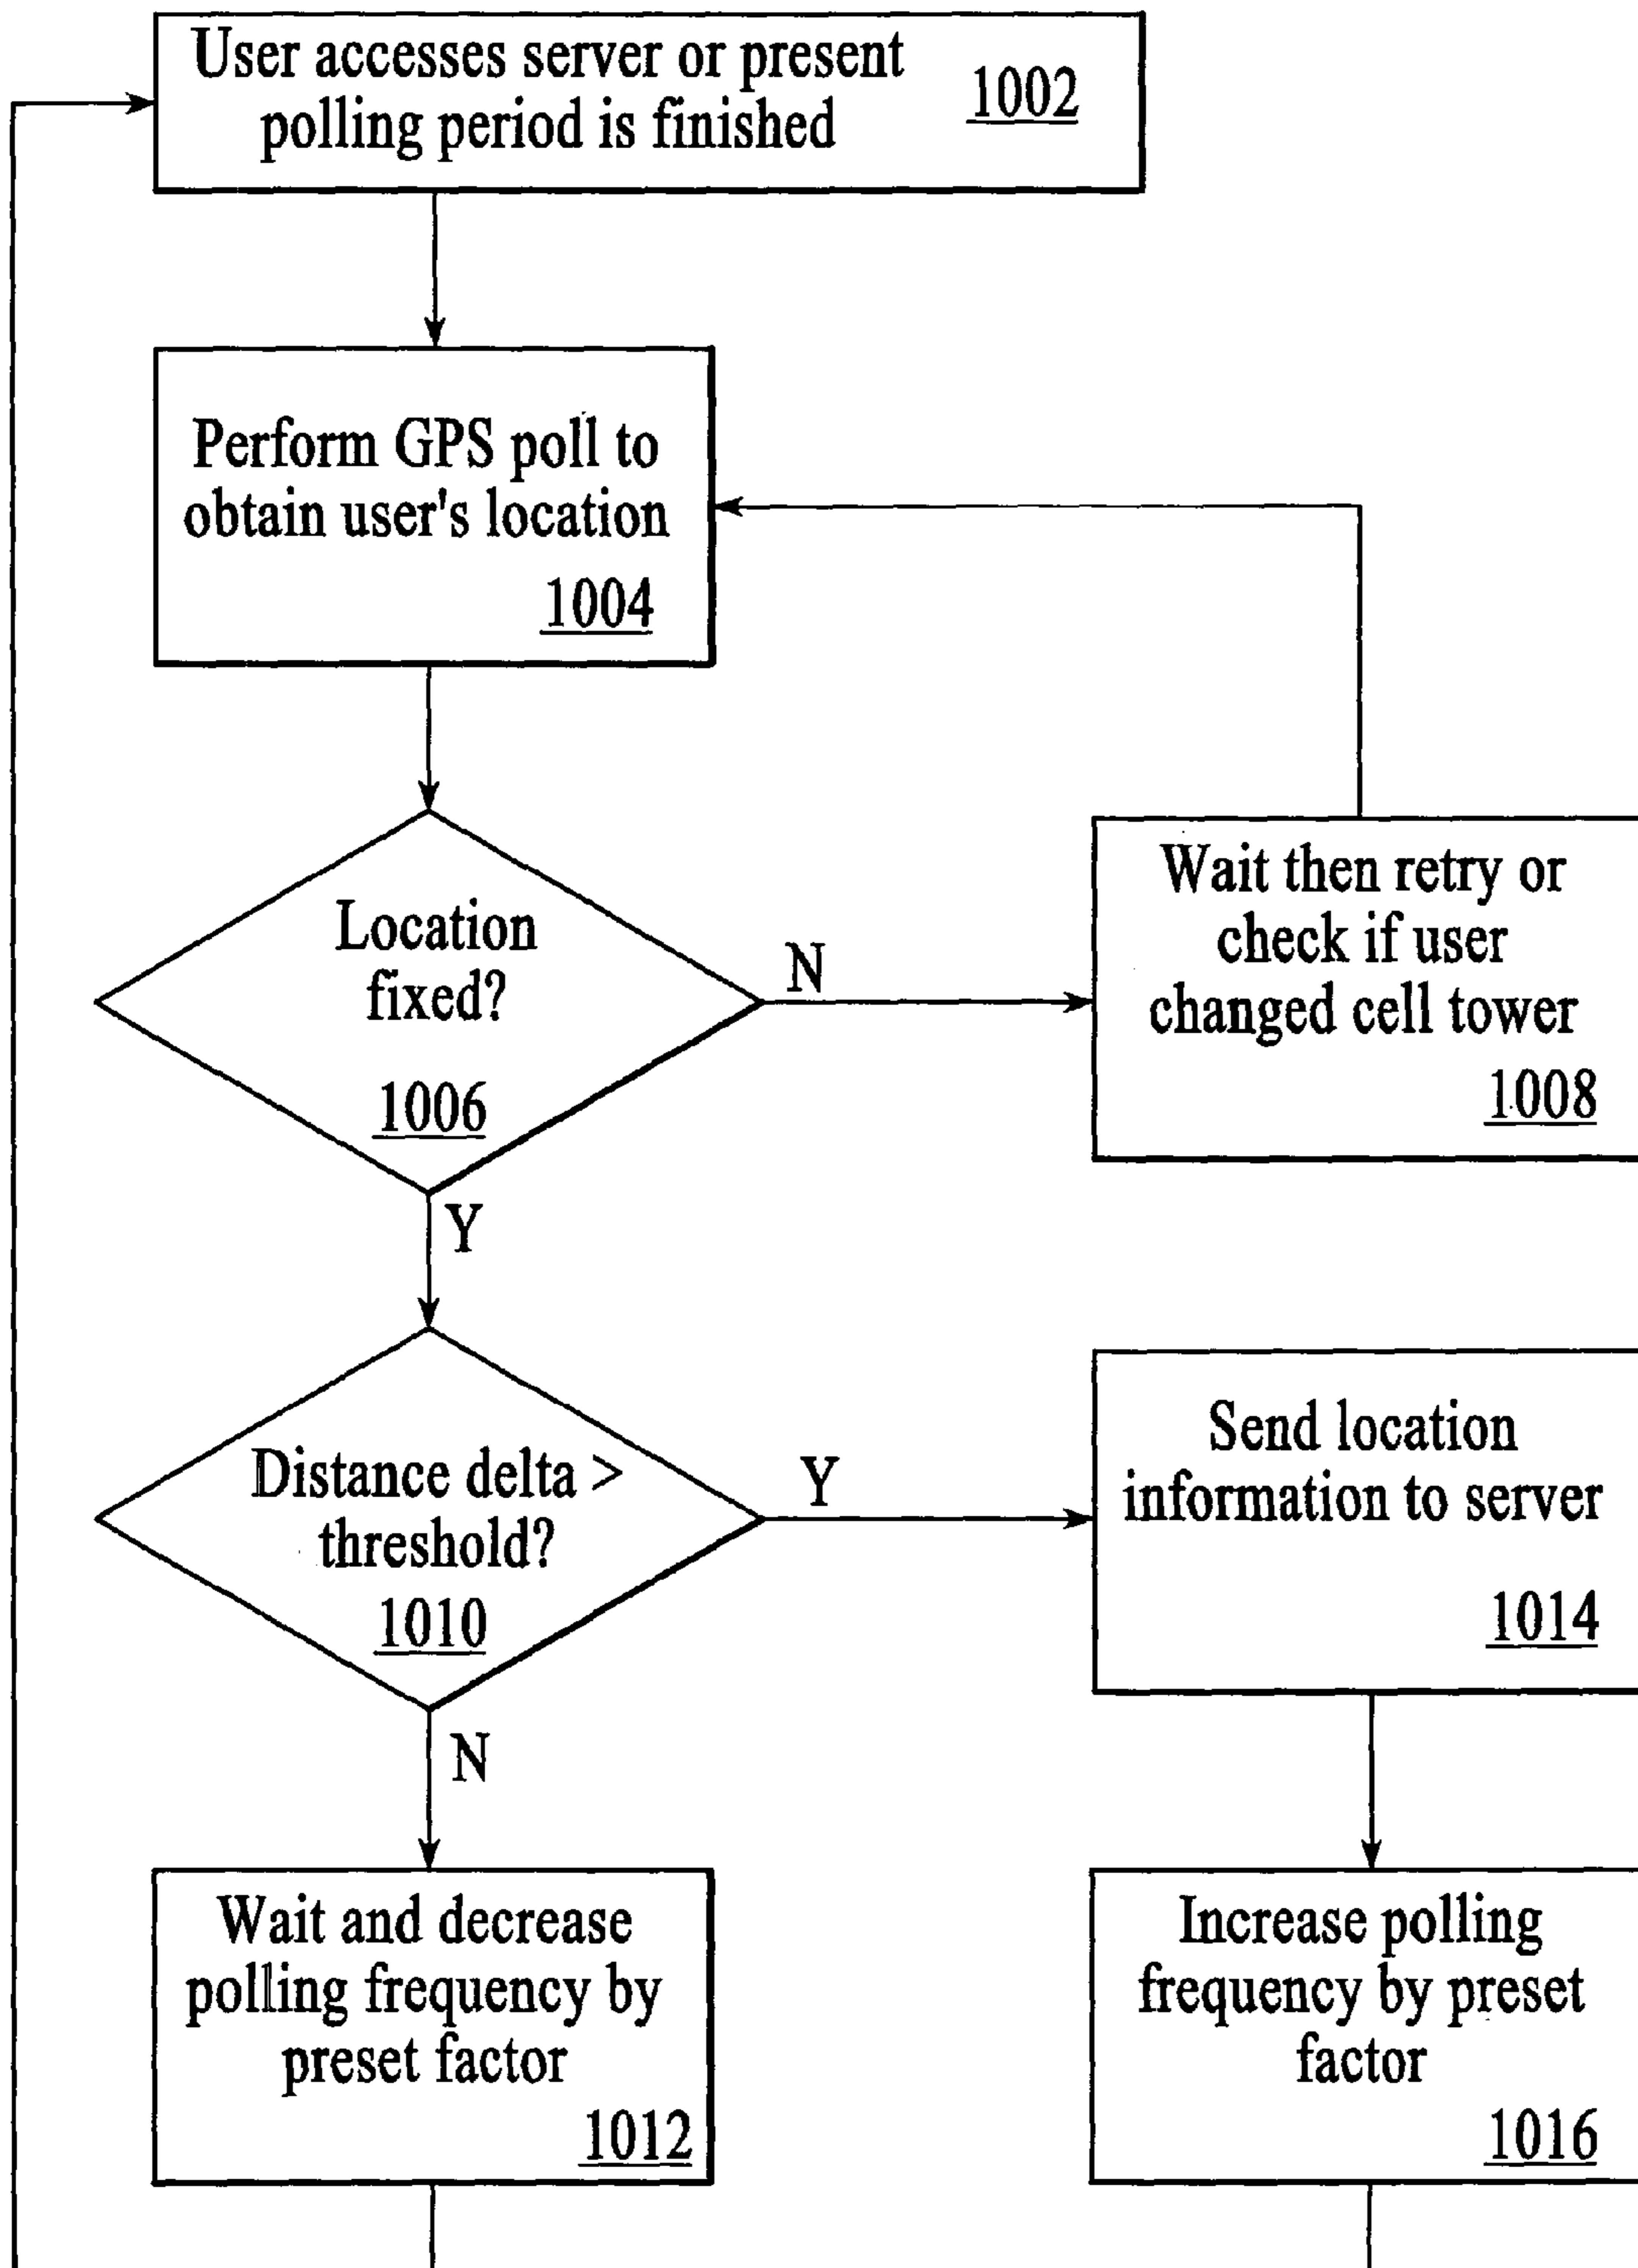 User accesses server or present
polling period is finished
1002
Perform GPS poll to
obtain user's location
1004
Location
fixed?
1006
N
Y
Wait then retry or
check if user
changed cell tower
1008
Distance delta >
threshold?
1010
Y
N
Send location
information to server
1014
Wait and decrease
polling frequency by
preset factor
1012
Increase polling
frequency by preset
factor
1016